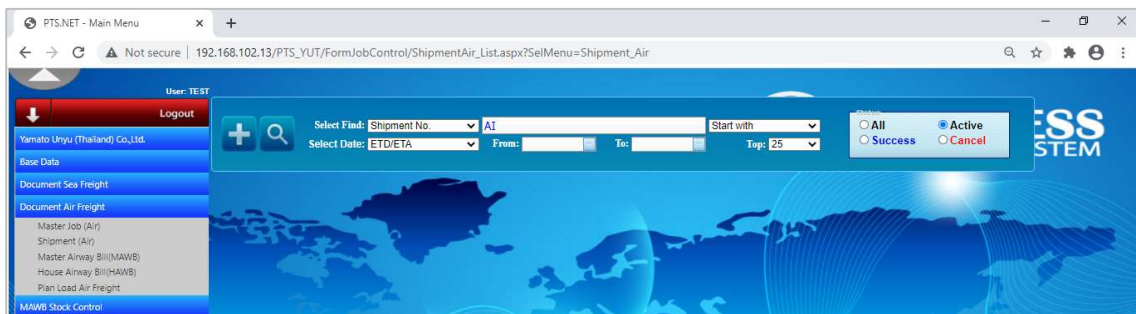 PTS.NET - Main Menu
Not secure | 192.168.102.13/PTS_YUT/FormJobControl/ShipmentAir_List.aspx?SelMenu=Shipment_Air
User: TEST
Logout
Yamato Unyu (Thailand) Co.,Ltd.
Base Data
Document Sea Freight
Document Air Freight
Master Job (Air)
Shipment (Air)
Master Airway Bill(MAWB)
House Airway Bill(HAWB)
Plan Load Air Freight
MAWB Stock Control
Select Find: Shipment No. AI Start with
Select Date: ETD/ETA From: To: Top: 25
Status
All Active
Success Cancel
ESS
STEM